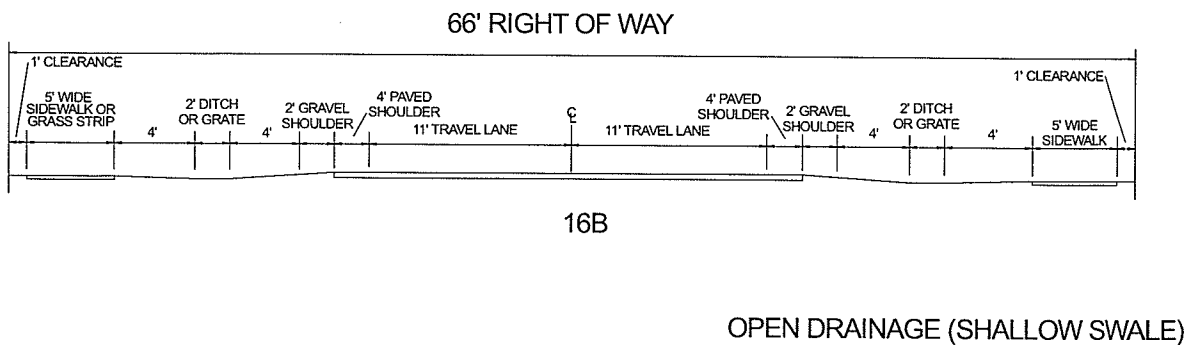 66' RIGHT OF WAY
1' CLEARANCE
5' WIDE
SIDEWALK OR
GRASS STRIP
4'
2' DITCH
OR GRATE
4'
2' GRAVEL
SHOULDER
4' PAVED
SHOULDER
11' TRAVEL LANE
CL
11' TRAVEL LANE
4' PAVED
SHOULDER
2' GRAVEL
SHOULDER
4'
2' DITCH
OR GRATE
4'
5' WIDE
SIDEWALK
1' CLEARANCE
16B
OPEN DRAINAGE (SHALLOW SWALE)